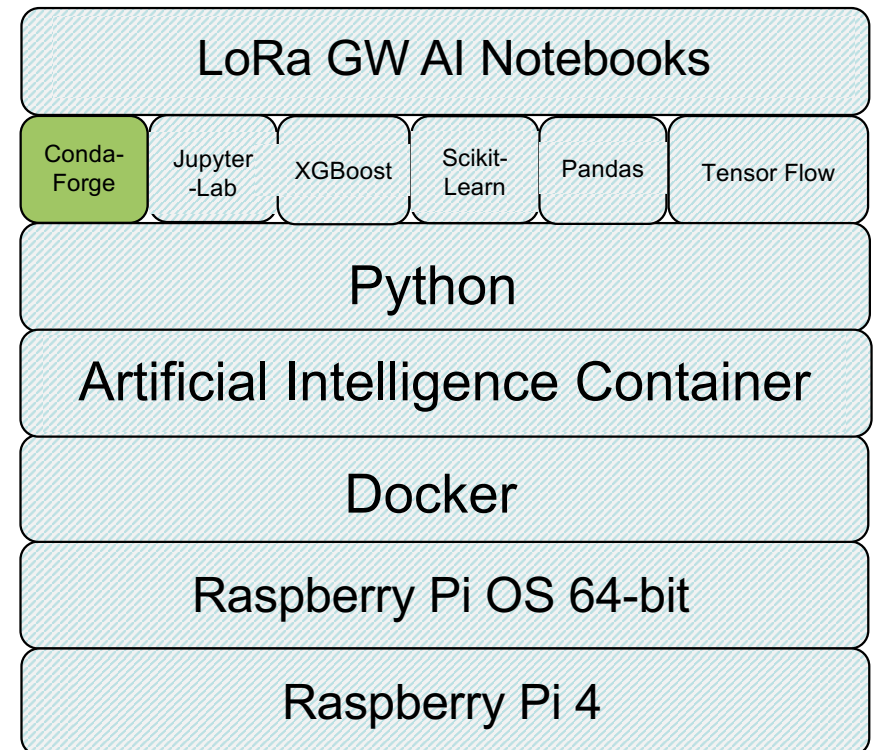 LoRa GW AI Notebooks
Conda-
Forge
Jupyter
-Lab
XGBoost
Scikit-
Learn
Pandas
Tensor Flow
Python
Artificial Intelligence Container
Docker
Raspberry Pi OS 64-bit
Raspberry Pi 4